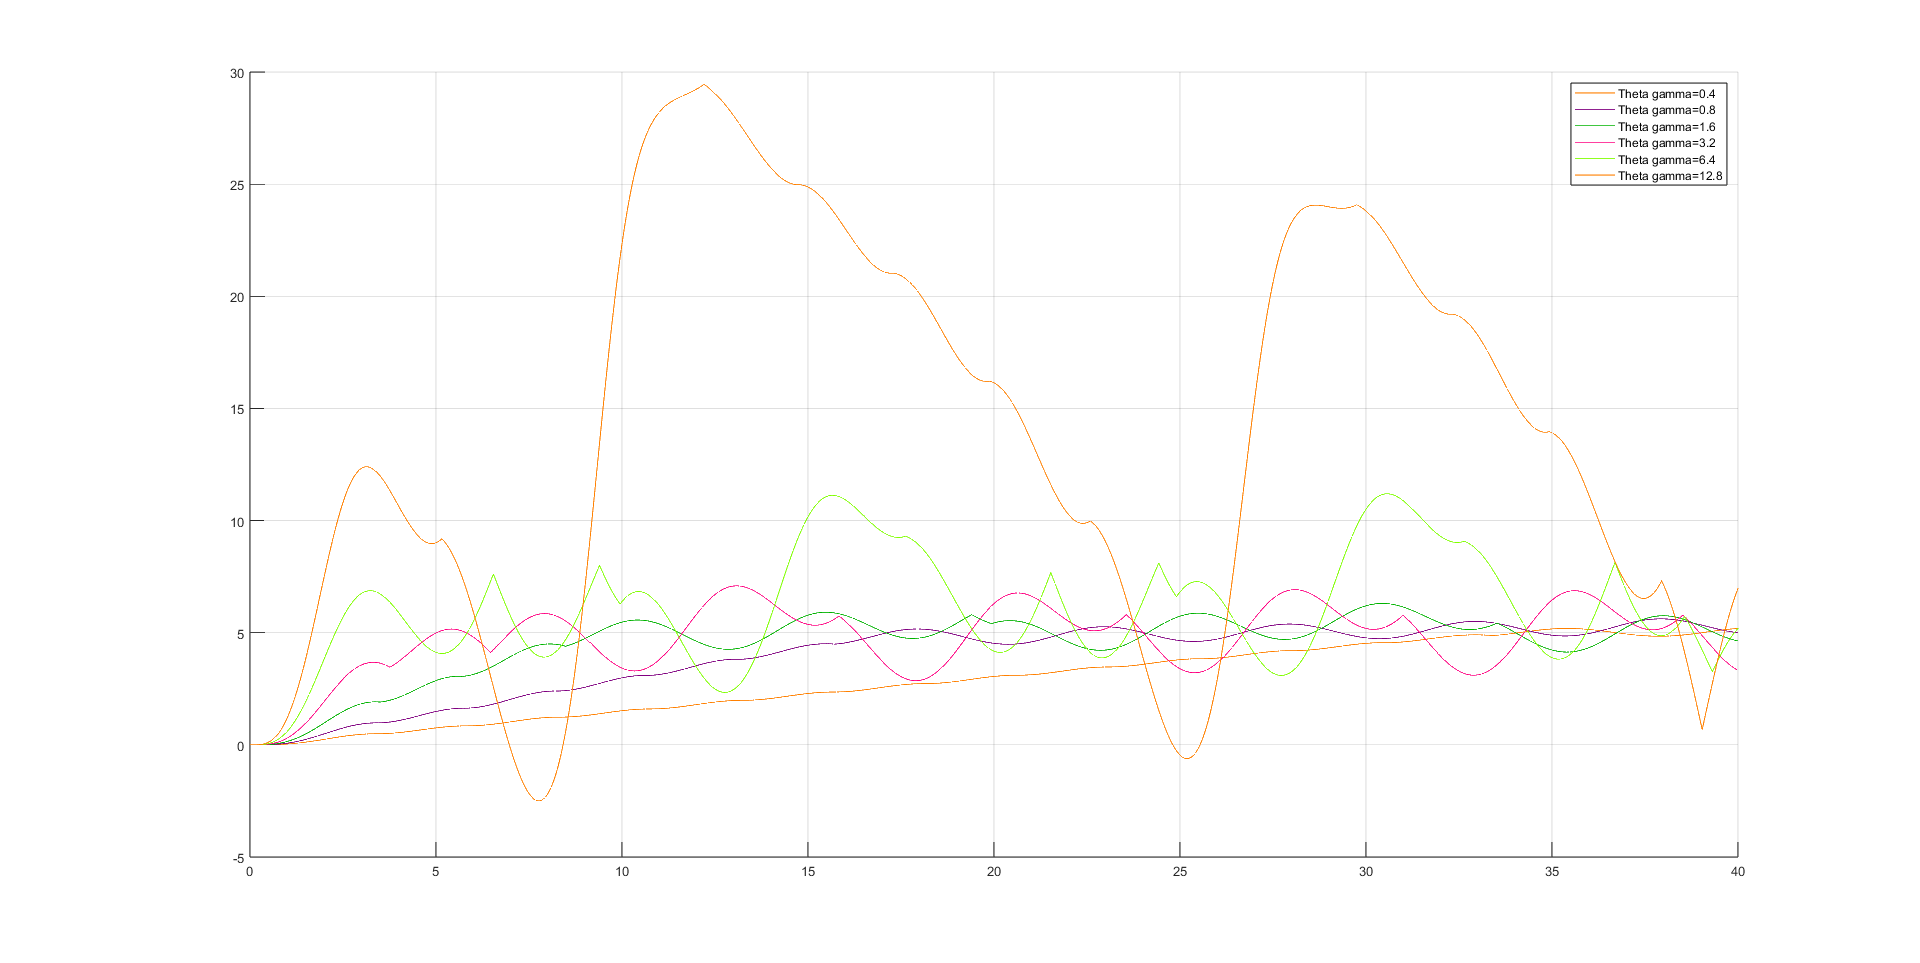 30
25
20
15
10
5
0
-5
0 5 10 15 20 25 30 35 40
Theta gamma=0.4
Theta gamma=0.8
Theta gamma=1.6
Theta gamma=3.2
Theta gamma=6.4
Theta gamma=12.8